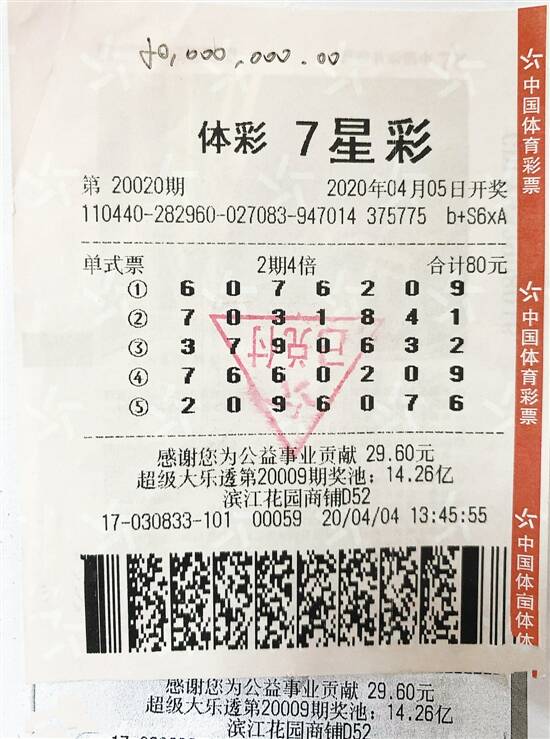 40,000,000.00
体彩 7星彩
第 20020期 2020年04月05日开奖
110440-282960-027083-947014 375775 b+S6xA
单式票 2期4倍 合计80元
① 6 0 7 6 2 0 9
② 7 0 3 1 8 4 1
③ 3 7 9 0 6 3 2
④ 7 6 6 0 2 0 9
⑤ 2 0 9 6 0 7 6
已兑付
感谢您为公益事业贡献 29.60元
超级大乐透第20009期奖池：14.26亿
滨江花园商铺D52
17-030833-101 00059 20/04/04 13:45:55
中国体育彩票
中国体育彩票
中国体
感谢您为公益事业贡献 29.60元
超级大乐透第20009期奖池：14.26亿
滨江花园商铺D52